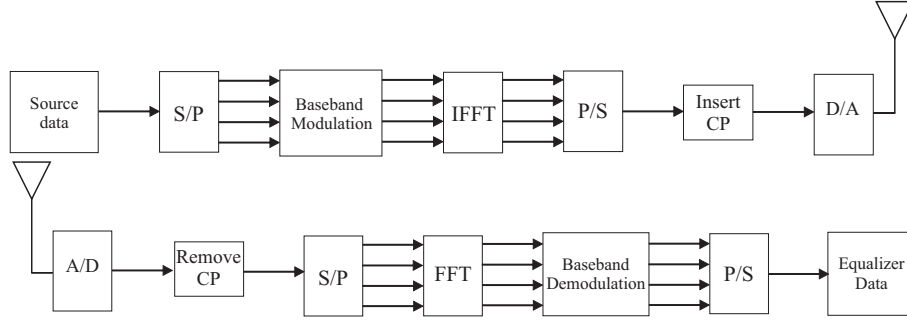 Source
data
S/P
Baseband
Modulation
IFFT
P/S
Insert
CP
D/A
A/D
Remove
CP
S/P
FFT
Baseband
Demodulation
P/S
Equalizer
Data